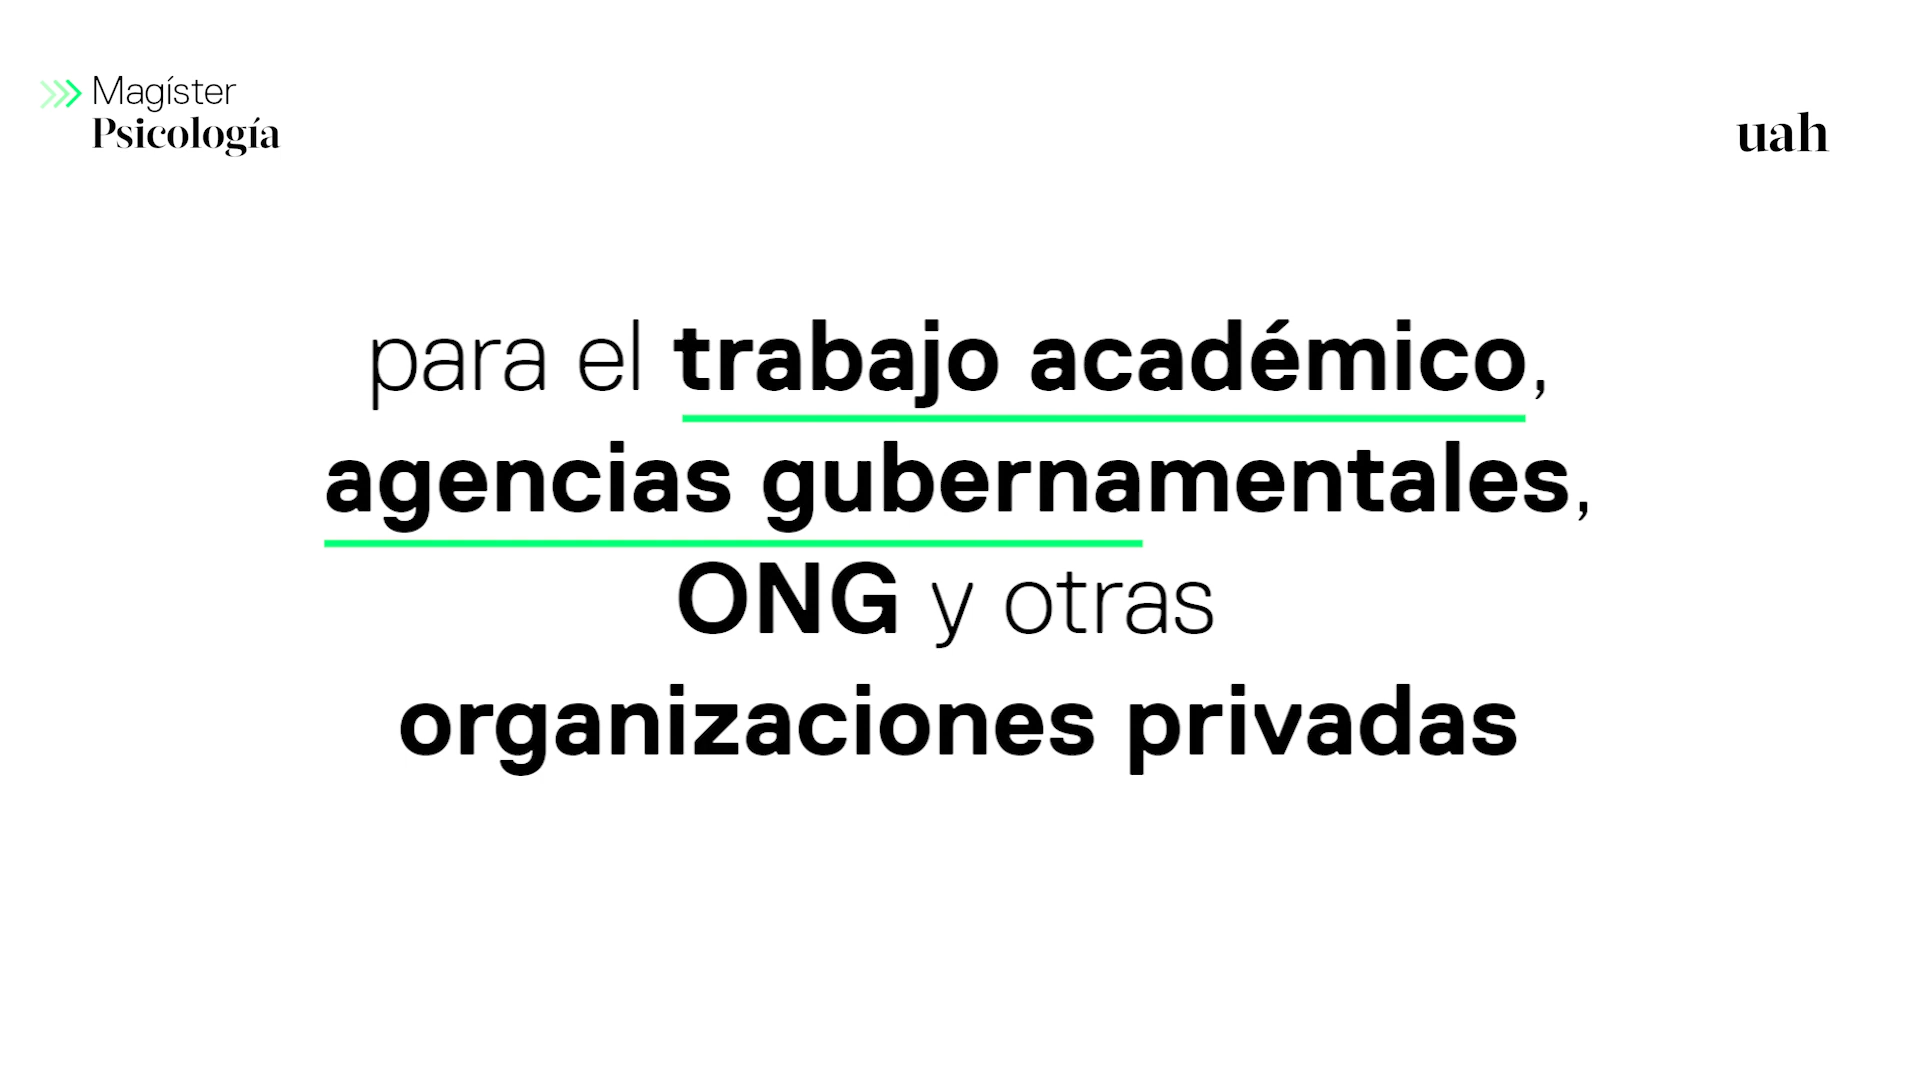 Magíster
Psicología
uah
para el trabajo académico,
agencias gubernamentales,
ONG y otras
organizaciones privadas